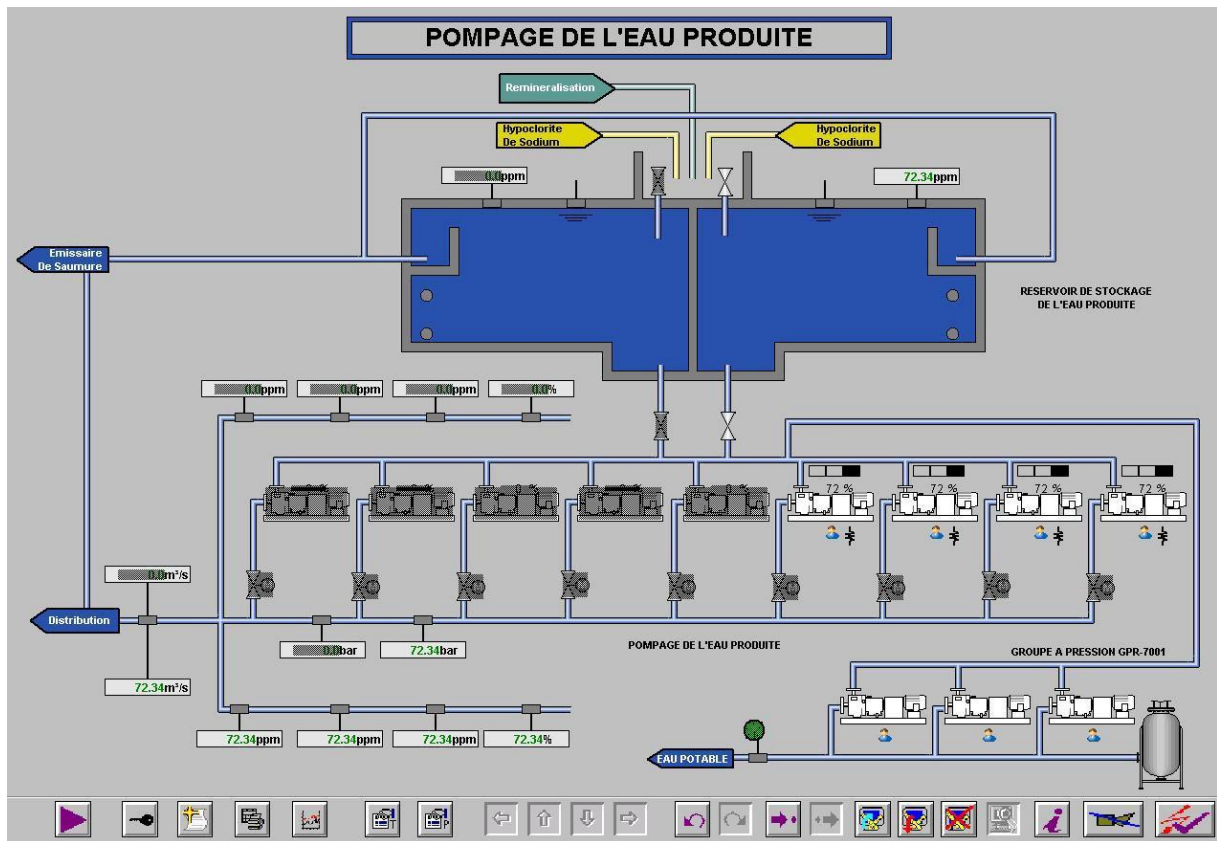 POMPAGE DE L'EAU PRODUITE
Remineralisation
Hypoclorite
De Sodium
Hypoclorite
De Sodium
0.0ppm
72.34ppm
Emissaire
De Saumure
RESERVOIR DE STOCKAGE
DE L'EAU PRODUITE
0.0ppm
0.0ppm
0.0ppm
0.0%
72 %
72 %
72 %
72 %
0.0m³/s
Distribution
0.0bar
72.34bar
POMPAGE DE L'EAU PRODUITE
GROUPE A PRESSION GPR-7001
72.34m³/s
72.34ppm
72.34ppm
72.34ppm
72.34%
EAU POTABLE
T
P
i